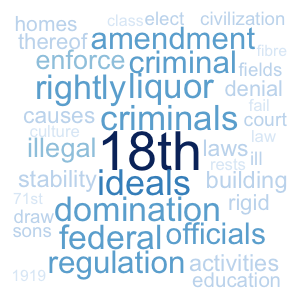 homes class elect civilization
thereof amendment
enforce criminal fibre
rightly liquor fields
denial
causes criminals fail
court
culture
illegal 18th laws law
rests ill
stability ideals building
71st
draw domination rigid
sons federal officials
regulation activities
1919 education